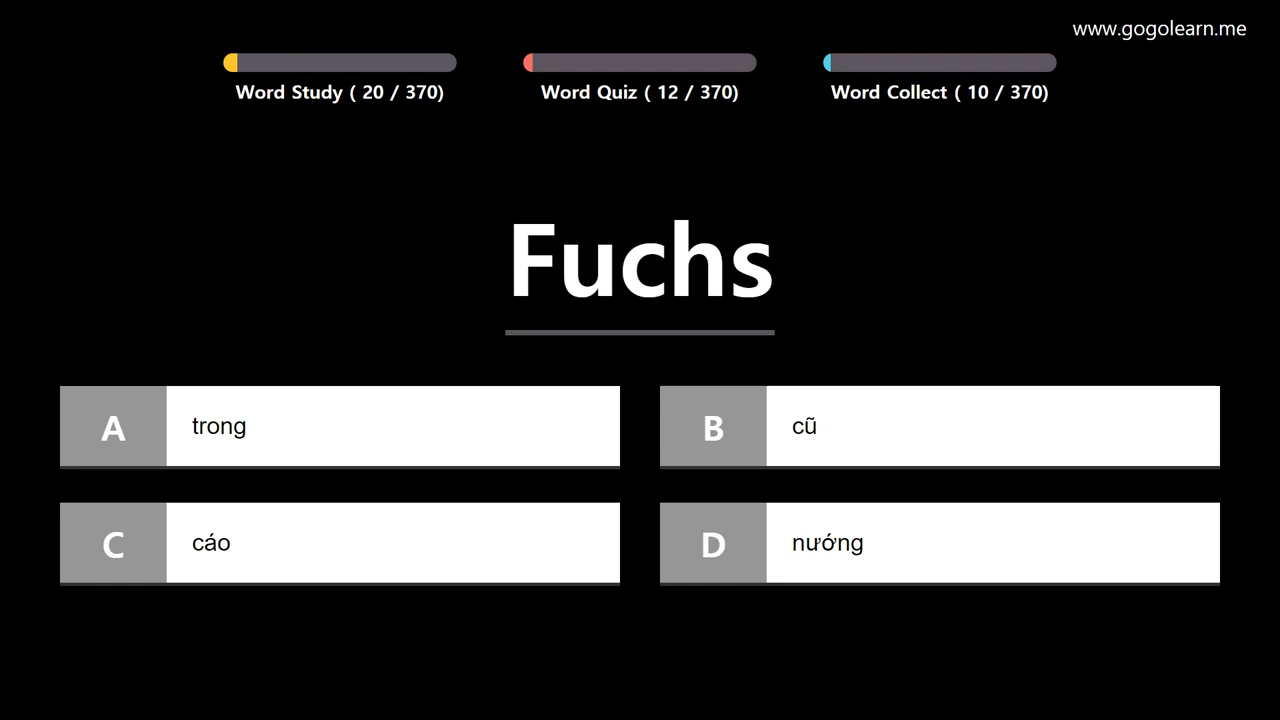 www.gogolearn.me
Word Study ( 20 / 370)
Word Quiz ( 12 / 370)
Word Collect ( 10 / 370)
Fuchs
A trong
B cũ
C cáo
D nướng